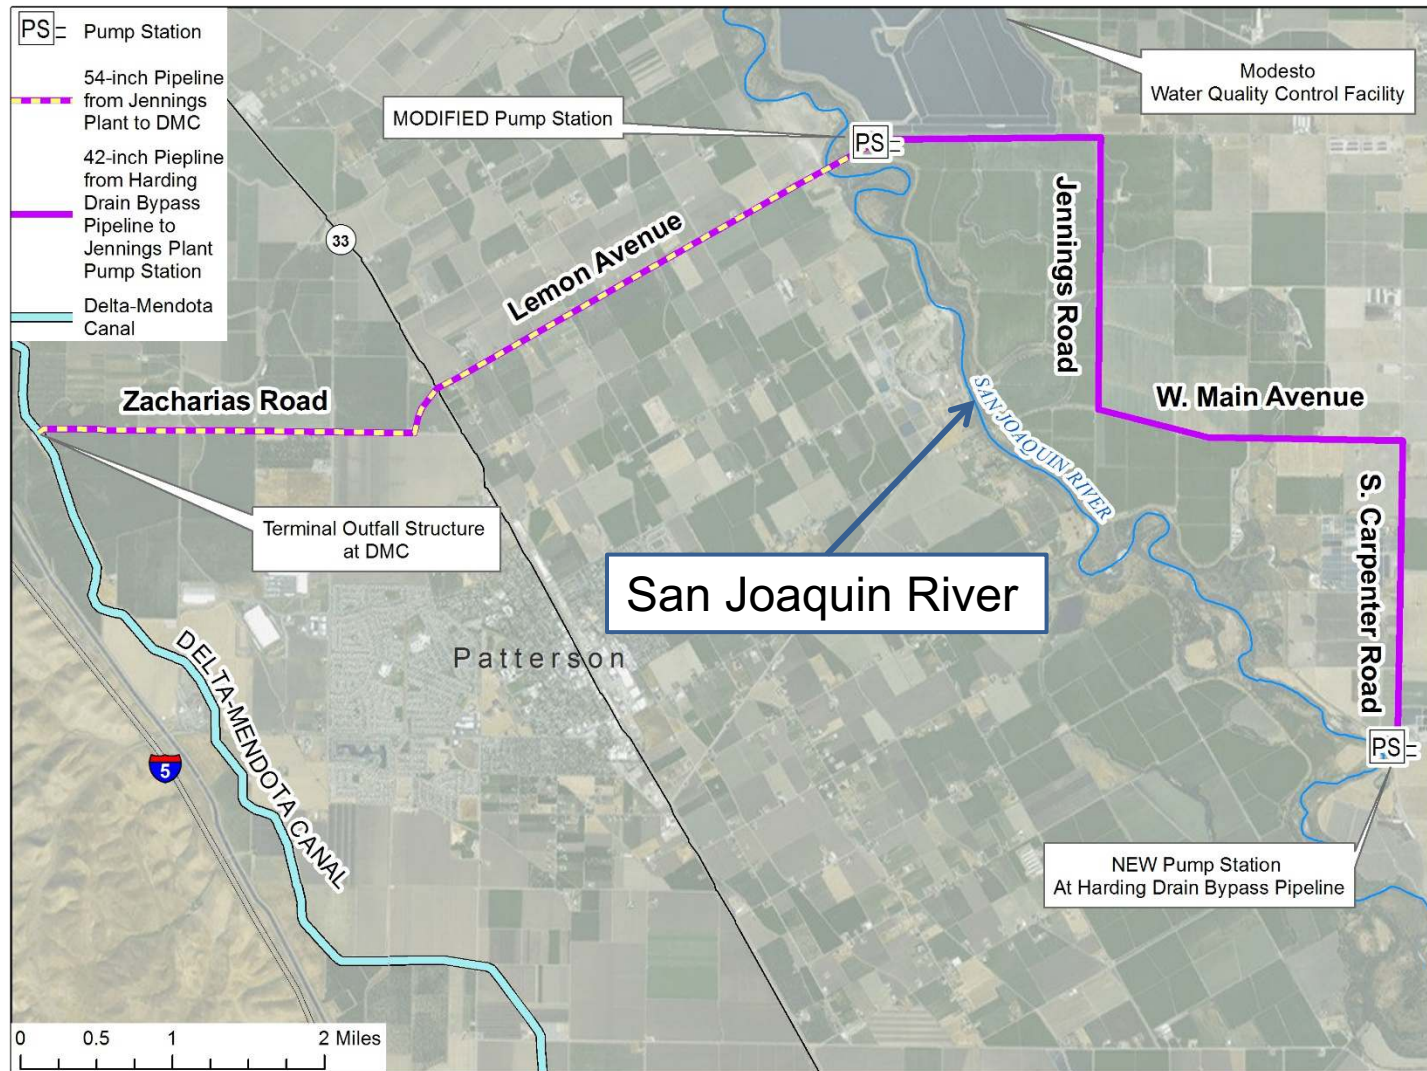 PS
Pump Station
54-inch Pipeline
from Jennings
Plant to DMC
42-inch Piepline
from Harding
Drain Bypass
Pipeline to
Jennings Plant
Pump Station
Delta-Mendota
Canal
Modesto
Water Quality Control Facility
MODIFIED Pump Station
PS
33
Lemon Avenue
Jennings Road
Zacharias Road
W. Main Avenue
SAN JOAQUIN RIVER
S. Carpenter Road
Terminal Outfall Structure
at DMC
San Joaquin River
Patterson
DELTA-MENDOTA CANAL
5
PS
NEW Pump Station
At Harding Drain Bypass Pipeline
0 0.5 1 2 Miles